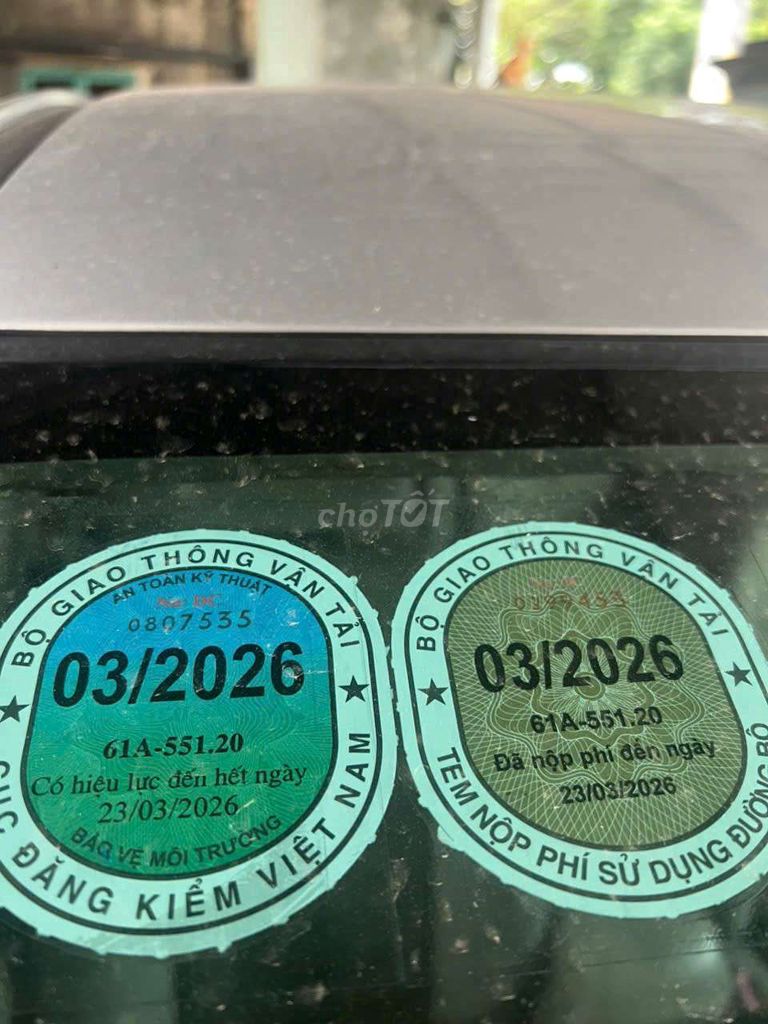 choTỐT
BỘ GIAO THÔNG VẬN TẢI
AN TOÀN KỸ THUẬT
No: DC
0807535
03/2026
61A-551.20
Có hiệu lực đến hết ngày
23/03/2026
BẢO VỆ MÔI TRƯỜNG
CỤC ĐĂNG KIỂM VIỆT NAM
BỘ GIAO THÔNG VẬN TẢI
03/2026
61A-551.20
Đã nộp phí đến ngày
23/03/2026
TEM NỘP PHÍ SỬ DỤNG ĐƯỜNG BỘ